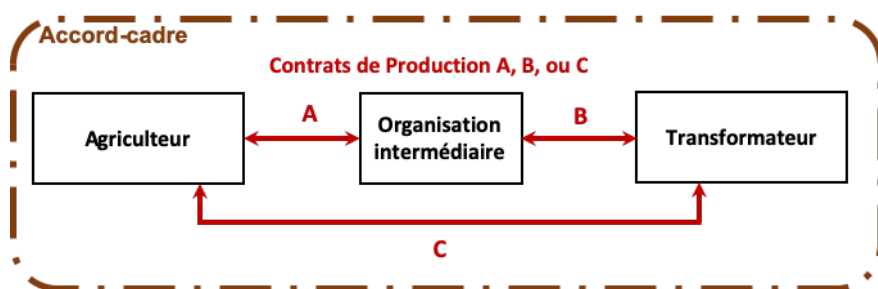 Accord-cadre
Contrats de Production A, B, ou C
Agriculteur
A
Organisation
intermédiaire
B
Transformateur
C